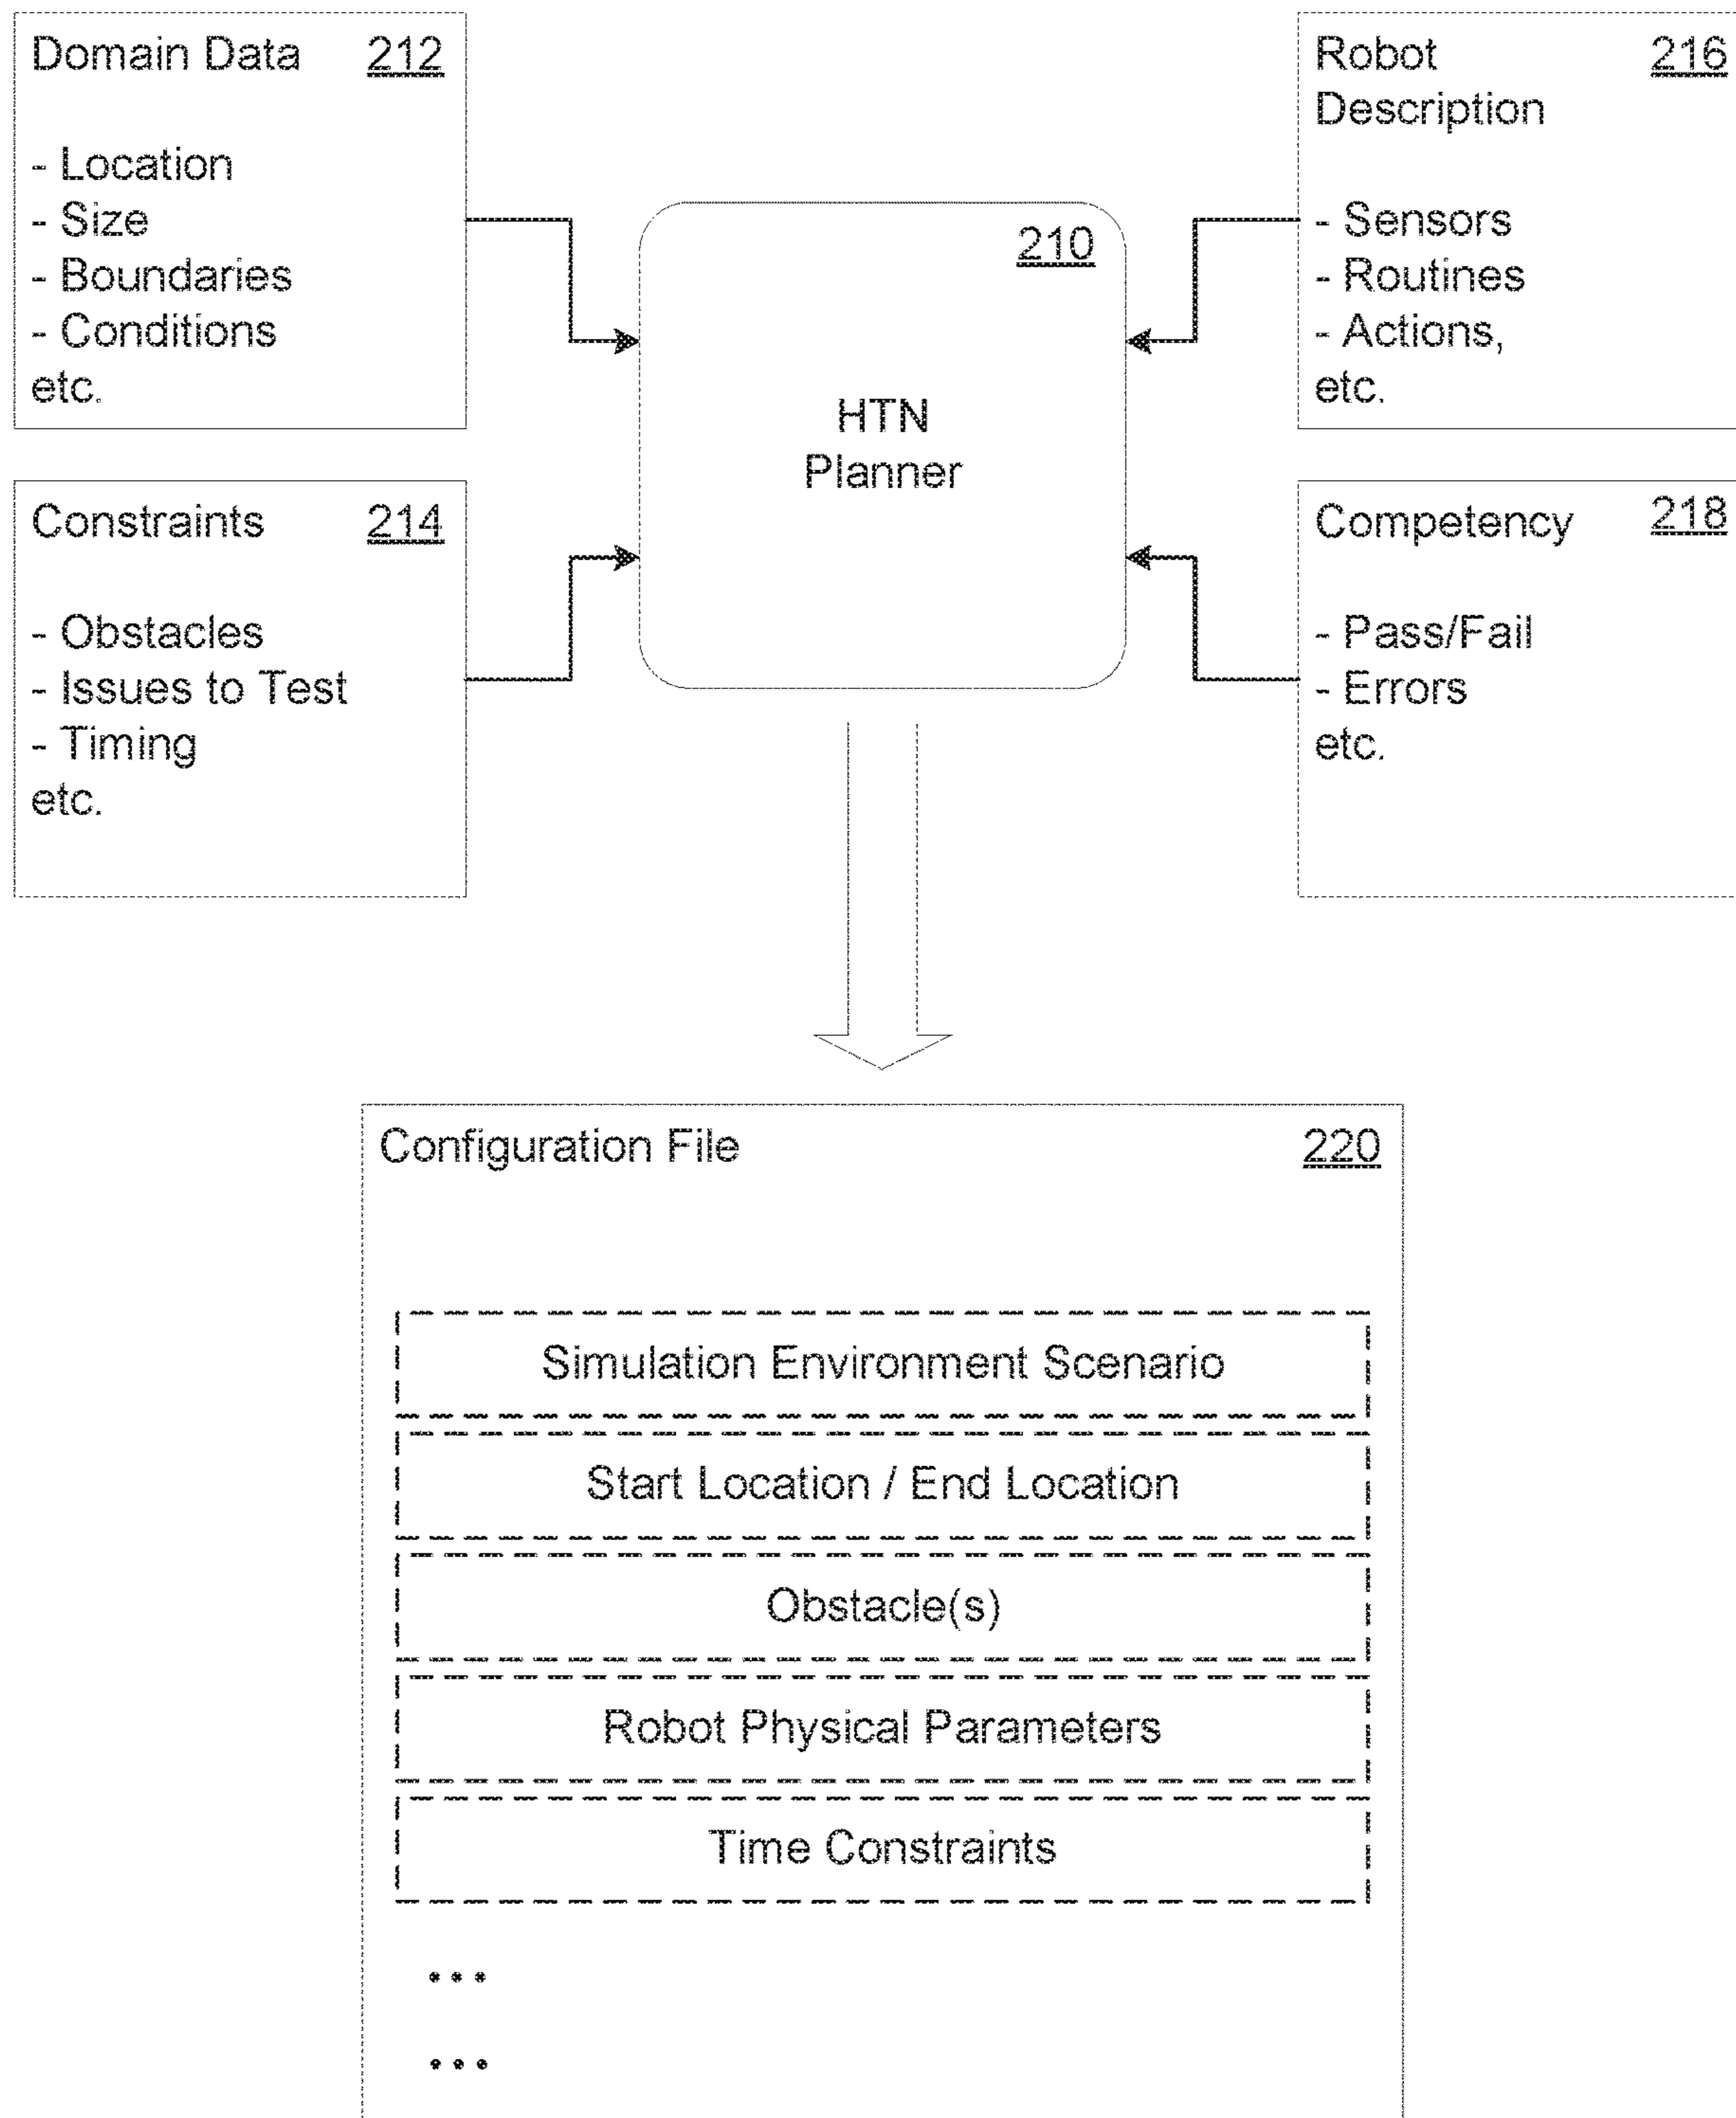 Domain Data 212
- Location
- Size
- Boundaries
- Conditions
etc.
Constraints 214
- Obstacles
- Issues to Test
- Timing
etc.
210
HTN
Planner
Robot 216
Description
- Sensors
- Routines
- Actions,
etc.
Competency 218
- Pass/Fail
- Errors
etc.
Configuration File 220
Simulation Environment Scenario
Start Location / End Location
Obstacle(s)
Robot Physical Parameters
Time Constraints
...
...